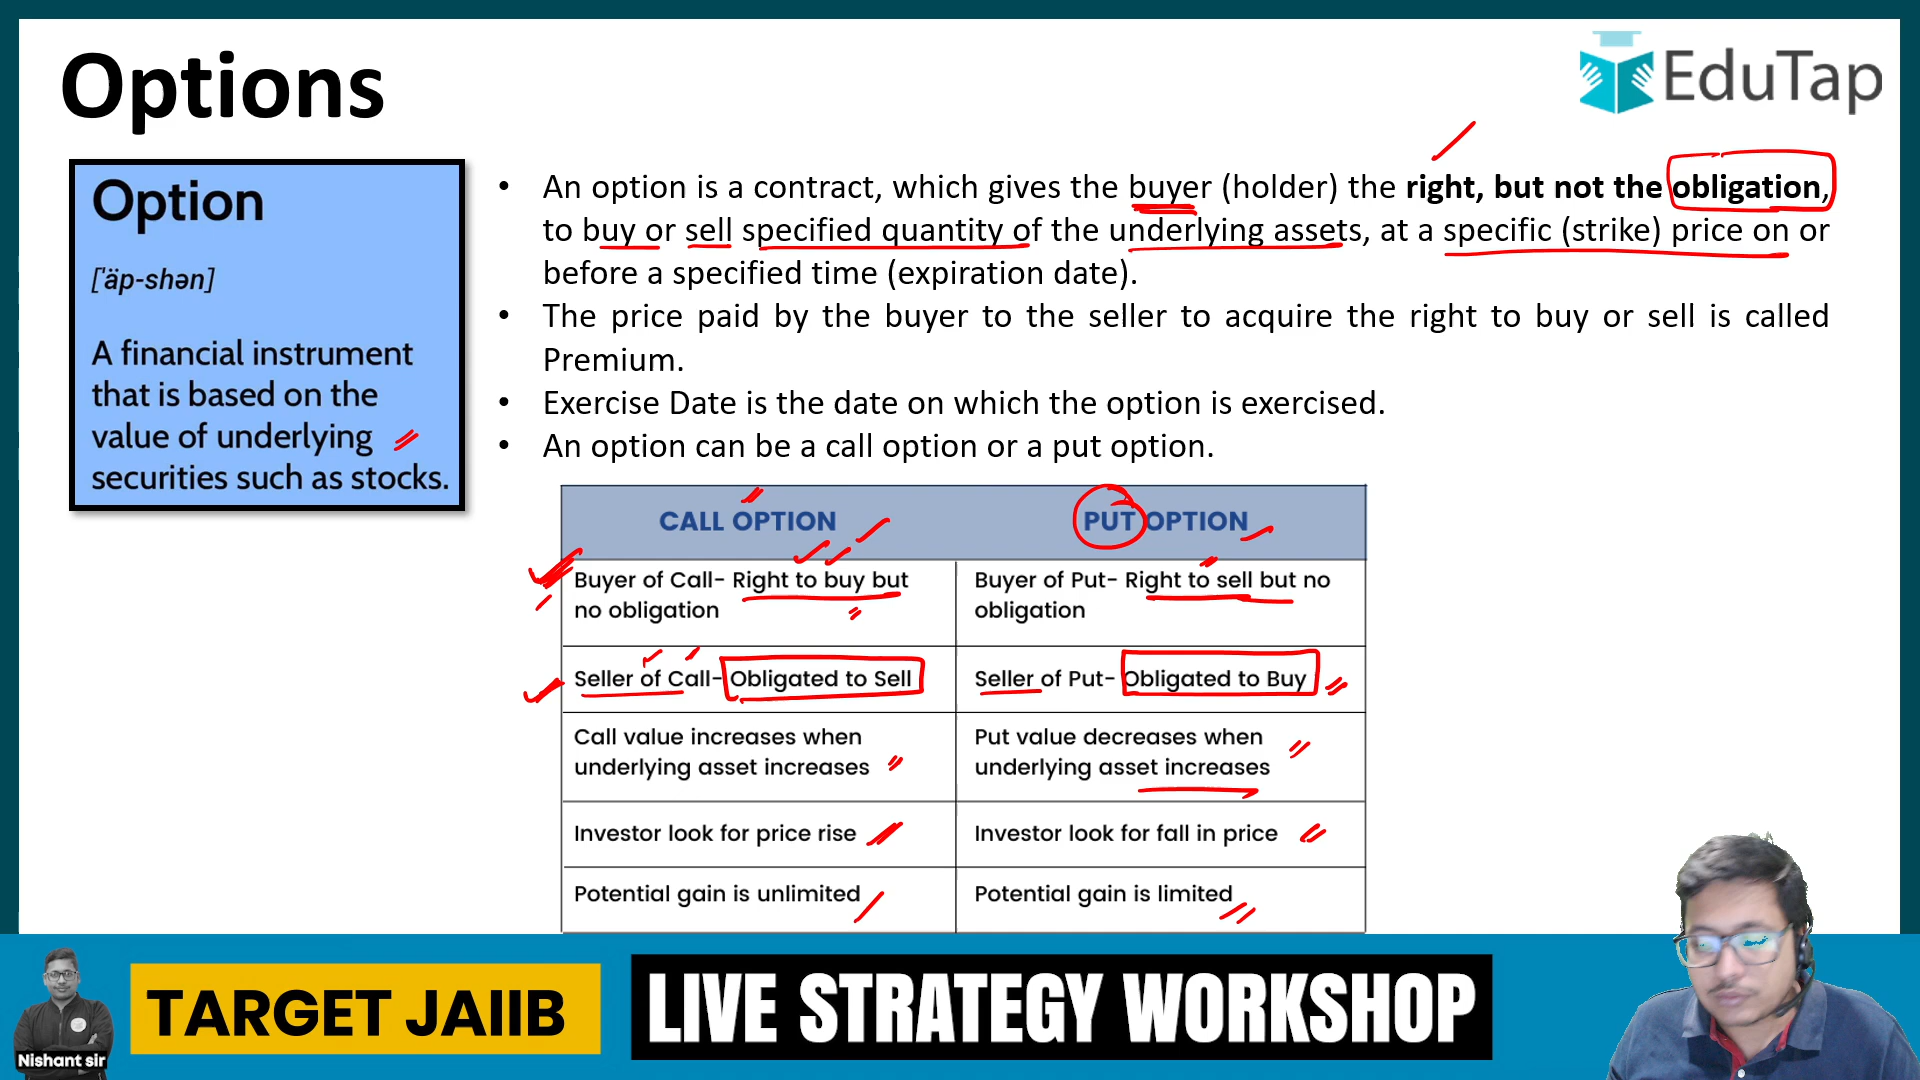 Options
EduTap
Option
['äp-shən]
A financial instrument
that is based on the
value of underlying
securities such as stocks.
• An option is a contract, which gives the buyer (holder) the right, but not the obligation,
to buy or sell specified quantity of the underlying assets, at a specific (strike) price on or
before a specified time (expiration date).
• The price paid by the buyer to the seller to acquire the right to buy or sell is called
Premium.
• Exercise Date is the date on which the option is exercised.
• An option can be a call option or a put option.
CALL OPTION PUT OPTION
Buyer of Call- Right to buy but
no obligation
Buyer of Put- Right to sell but no
obligation
Seller of Call- Obligated to Sell
Seller of Put- Obligated to Buy
Call value increases when
underlying asset increases
Put value decreases when
underlying asset increases
Investor look for price rise
Investor look for fall in price
Potential gain is unlimited
Potential gain is limited
Nishant sir
TARGET JAIIB
LIVE STRATEGY WORKSHOP